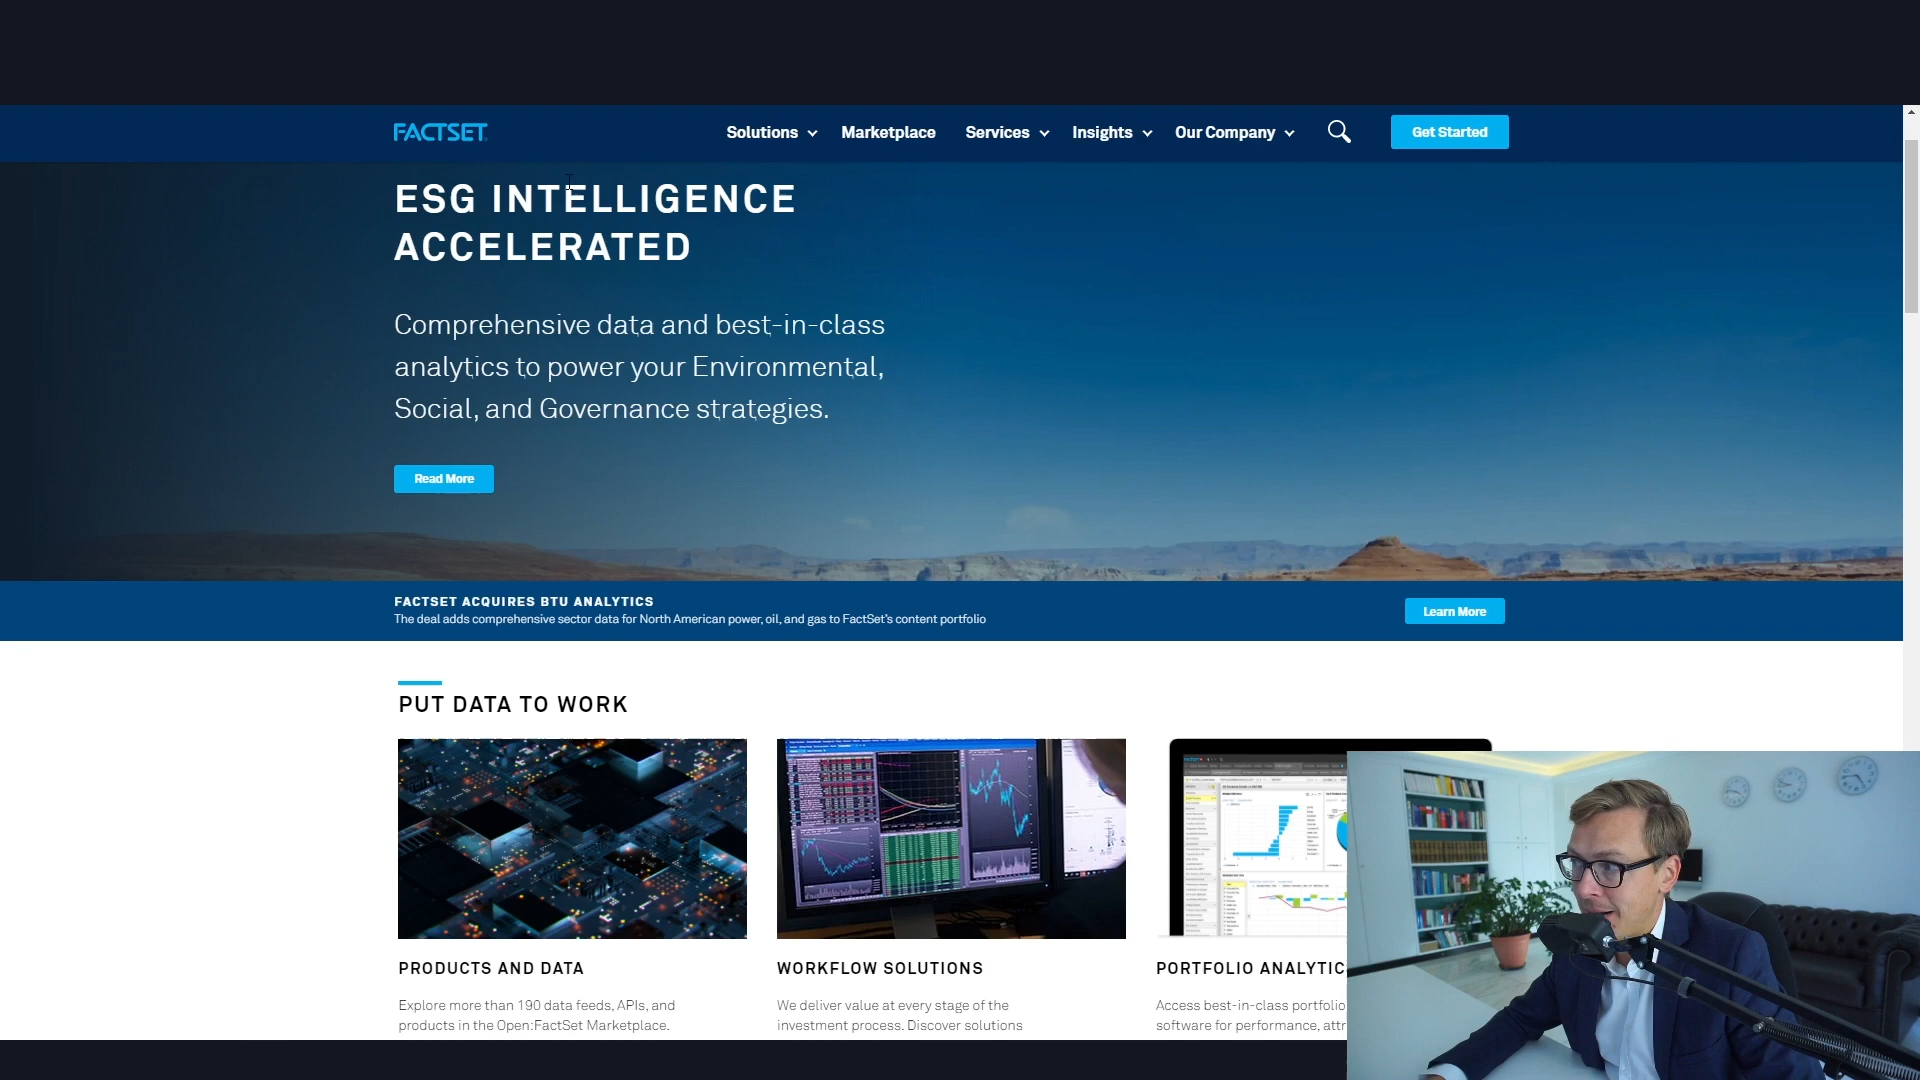 FACTSET
Solutions
Marketplace
Services
Insights
Our Company
Get Started
ESG INTELLIGENCE
ACCELERATED
Comprehensive data and best-in-class
analytics to power your Environmental,
Social, and Governance strategies.
Read More
FACTSET ACQUIRES BTU ANALYTICS
The deal adds comprehensive sector data for North American power, oil, and gas to FactSet's content portfolio
Learn More
PUT DATA TO WORK
PRODUCTS AND DATA
Explore more than 190 data feeds, APIs, and
products in the Open:FactSet Marketplace.
WORKFLOW SOLUTIONS
We deliver value at every stage of the
investment process. Discover solutions
PORTFOLIO
Access best-in-class portfolio
software for performance,